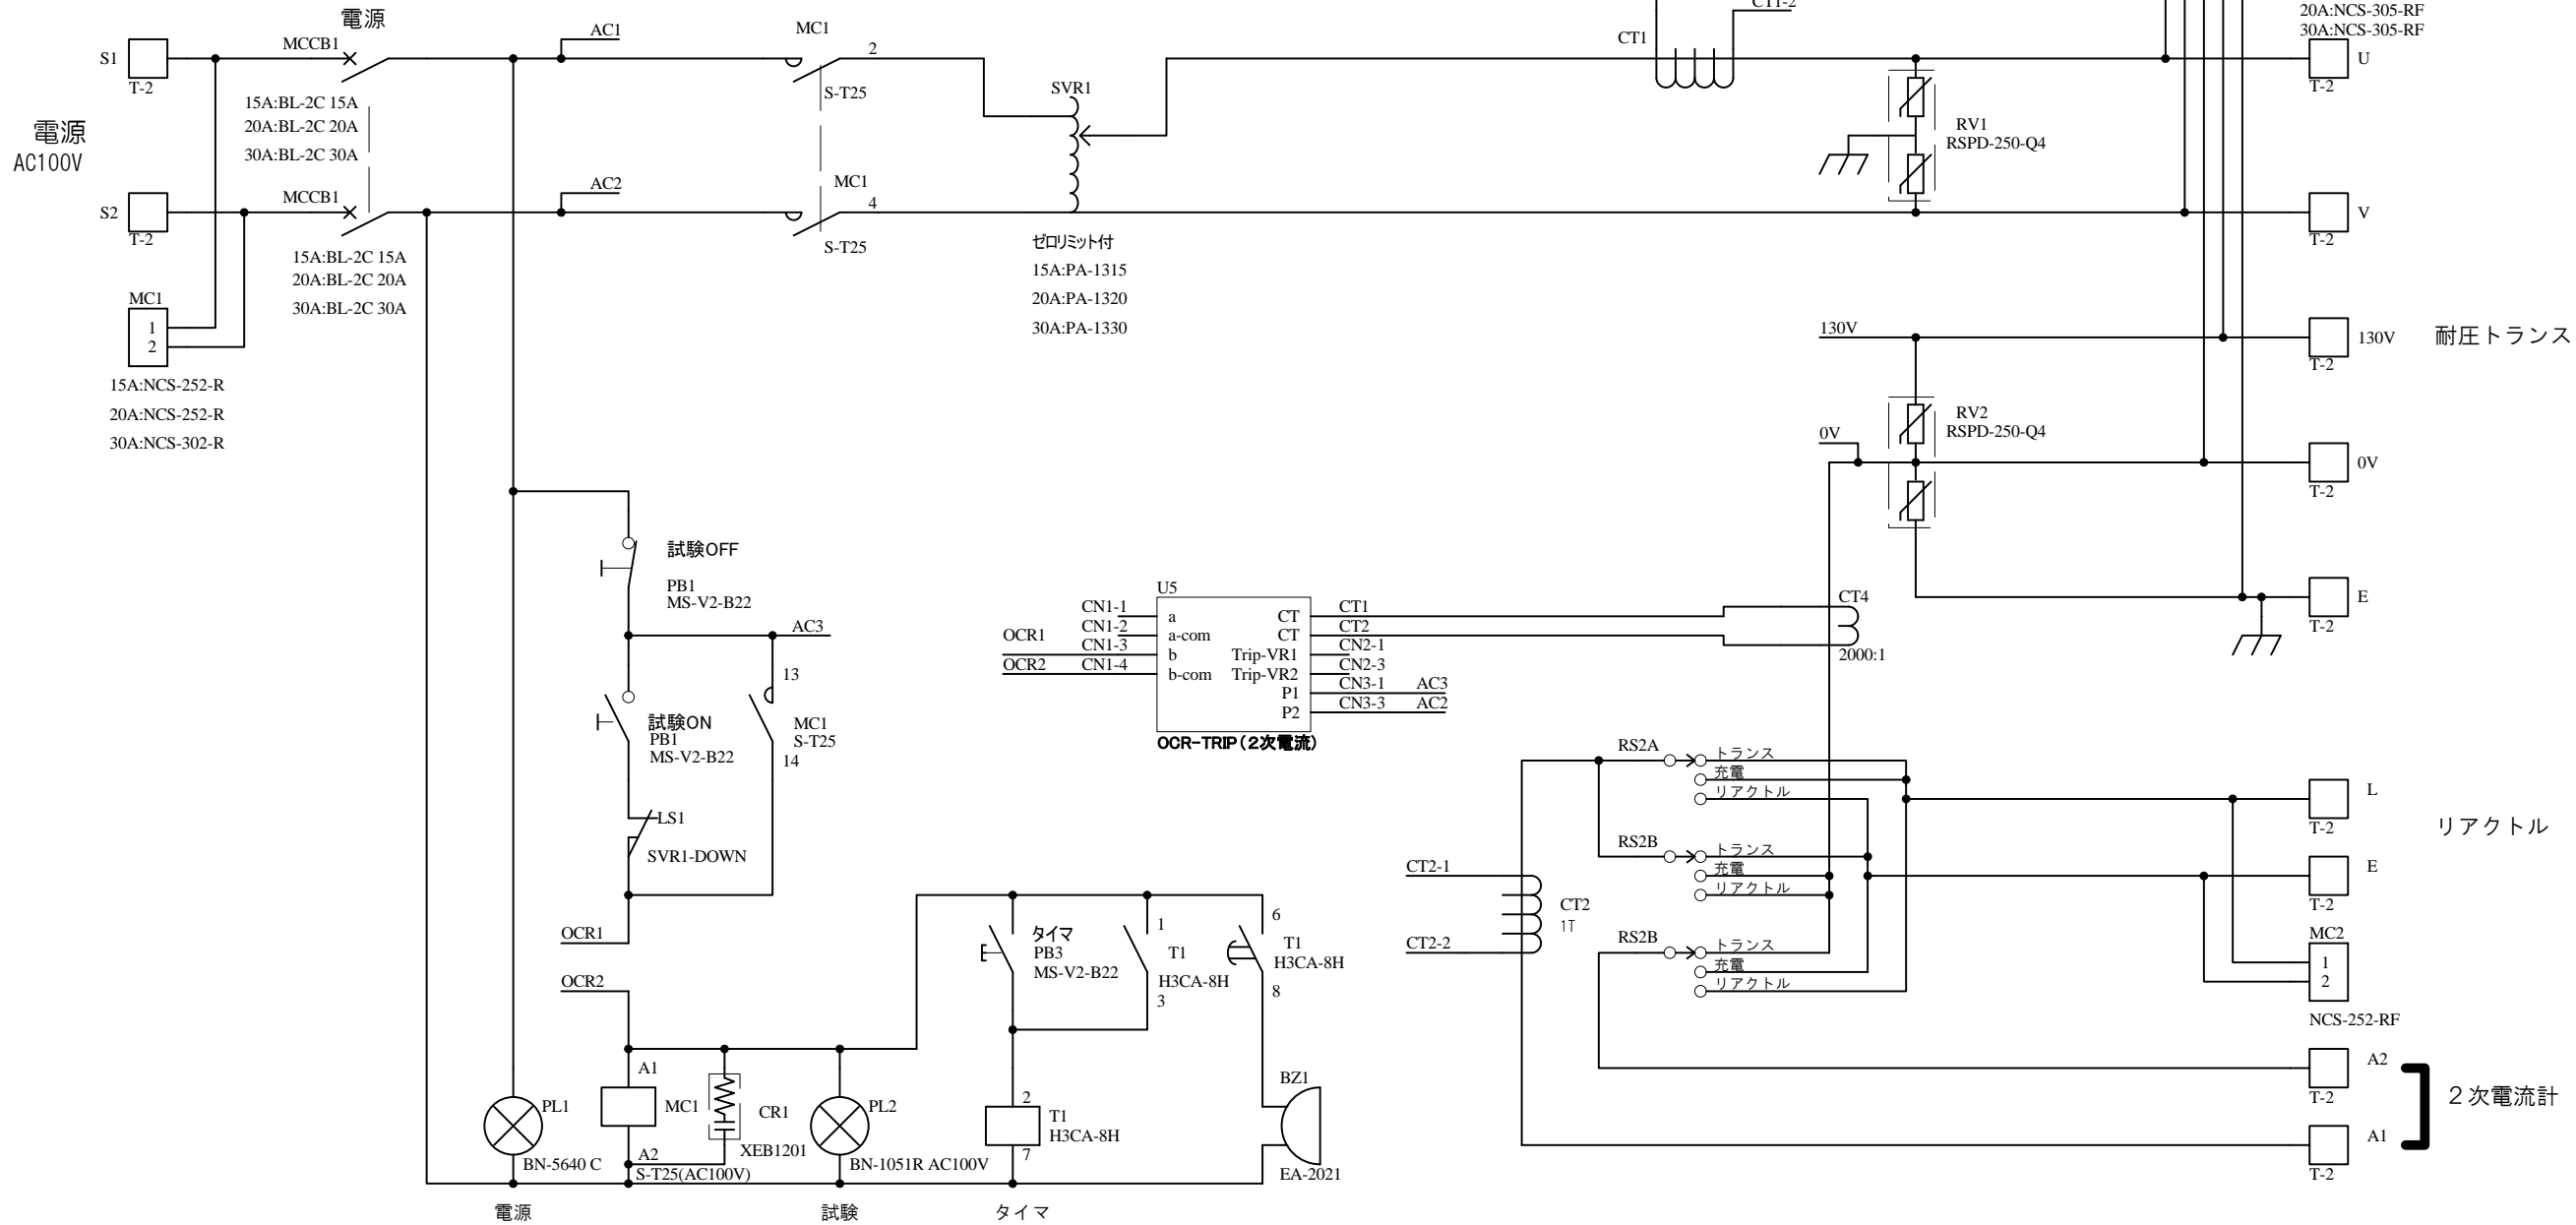 電源
CT1-2
20A:NCS-305-RF
30A:NCS-305-RF
S1
T-2
MCCB1
AC1
MC1
2
S-T25
CT1
U
T-2
15A:BL-2C 15A
20A:BL-2C 20A
30A:BL-2C 30A
SVR1
RV1
RSPD-250-Q4
電源
AC100V
S2
T-2
MCCB1
AC2
MC1
4
S-T25
V
T-2
15A:BL-2C 15A
20A:BL-2C 20A
30A:BL-2C 30A
ゼロリミット付
15A:PA-1315
20A:PA-1320
30A:PA-1330
MC1
1
2
15A:NCS-252-R
20A:NCS-252-R
30A:NCS-302-R
130V
130V
T-2
耐圧トランス
RV2
RSPD-250-Q4
0V
0V
T-2
試験OFF
PB1
MS-V2-B22
AC3
U5
CN1-1
a
CT
CT1
CN1-2
a-com
CT
CT2
OCR1
CN1-3
b
Trip-VR1
CN2-1
OCR2
CN1-4
b-com
Trip-VR2
CN2-3
P1
CN3-1
AC3
P2
CN3-3
AC2
OCR-TRIP(2次電流)
CT4
2000:1
E
T-2
試験ON
PB1
MS-V2-B22
13
MC1
S-T25
14
LS1
SVR1-DOWN
RS2A
トランス
充電
リアクトル
RS2B
トランス
充電
リアクトル
RS2B
トランス
充電
リアクトル
CT2-1
CT2
1T
CT2-2
L
T-2
リアクトル
E
T-2
MC2
1
2
NCS-252-RF
OCR1
OCR2
タイマ
PB3
MS-V2-B22
1
T1
H3CA-8H
3
6
T1
H3CA-8H
8
A2
T-2
2次電流計
A1
T-2
PL1
BN-5640 C
A1
MC1
A2
S-T25(AC100V)
CR1
XEB1201
PL2
BN-1051R AC100V
2
T1
H3CA-8H
7
BZ1
EA-2021
電源
試験
タイマ